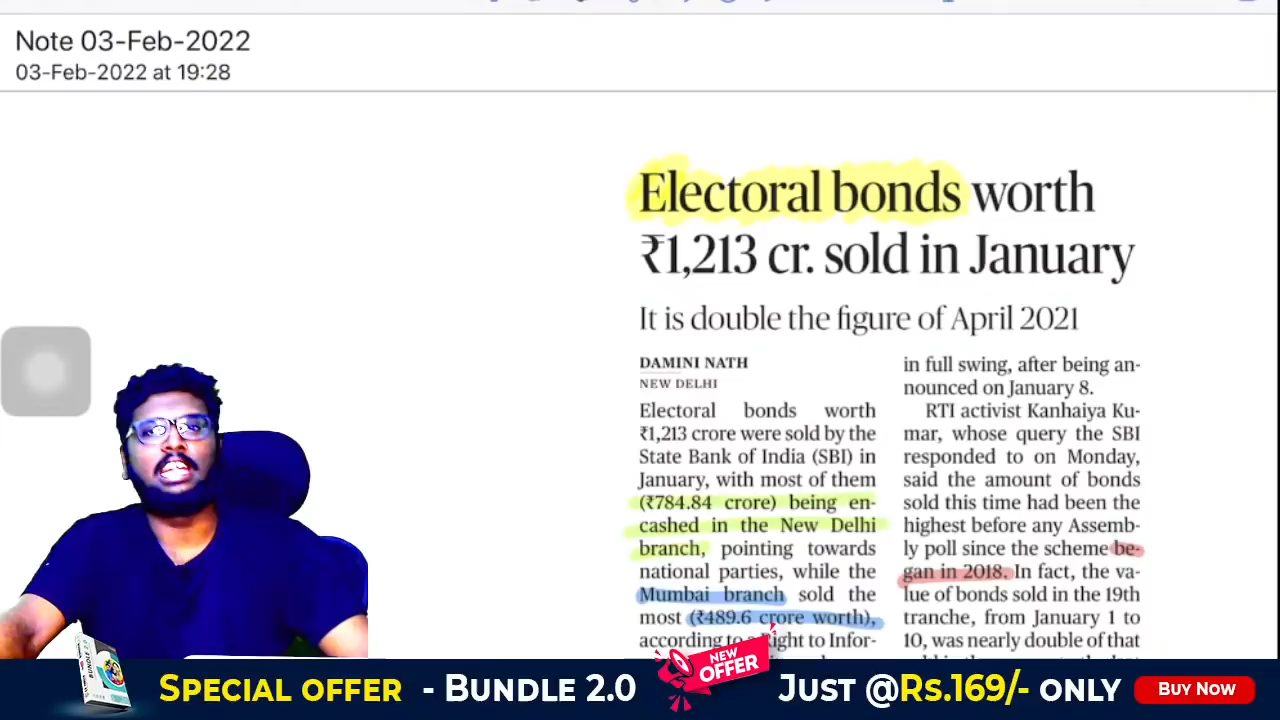 Note 03-Feb-2022
03-Feb-2022 at 19:28
Electoral bonds worth
₹1,213 cr. sold in January
It is double the figure of April 2021
DAMINI NATH
NEW DELHI
Electoral bonds worth
₹1,213 crore were sold by the
State Bank of India (SBI) in
January, with most of them
(₹784.84 crore) being en-
cashed in the New Delhi
branch, pointing towards
national parties, while the
Mumbai branch sold the
most (₹489.6 crore worth),
according to a Right to Infor-
in full swing, after being an-
nounced on January 8.
RTI activist Kanhaiya Ku-
mar, whose query the SBI
responded to on Monday,
said the amount of bonds
sold this time had been the
highest before any Assemb-
ly poll since the scheme be-
gan in 2018. In fact, the va-
lue of bonds sold in the 19th
tranche, from January 1 to
10, was nearly double of that
BUNDLE 2.0
SPECIAL OFFER - BUNDLE 2.0
NEW
OFFER
JUST @Rs.169/- ONLY
Buy Now